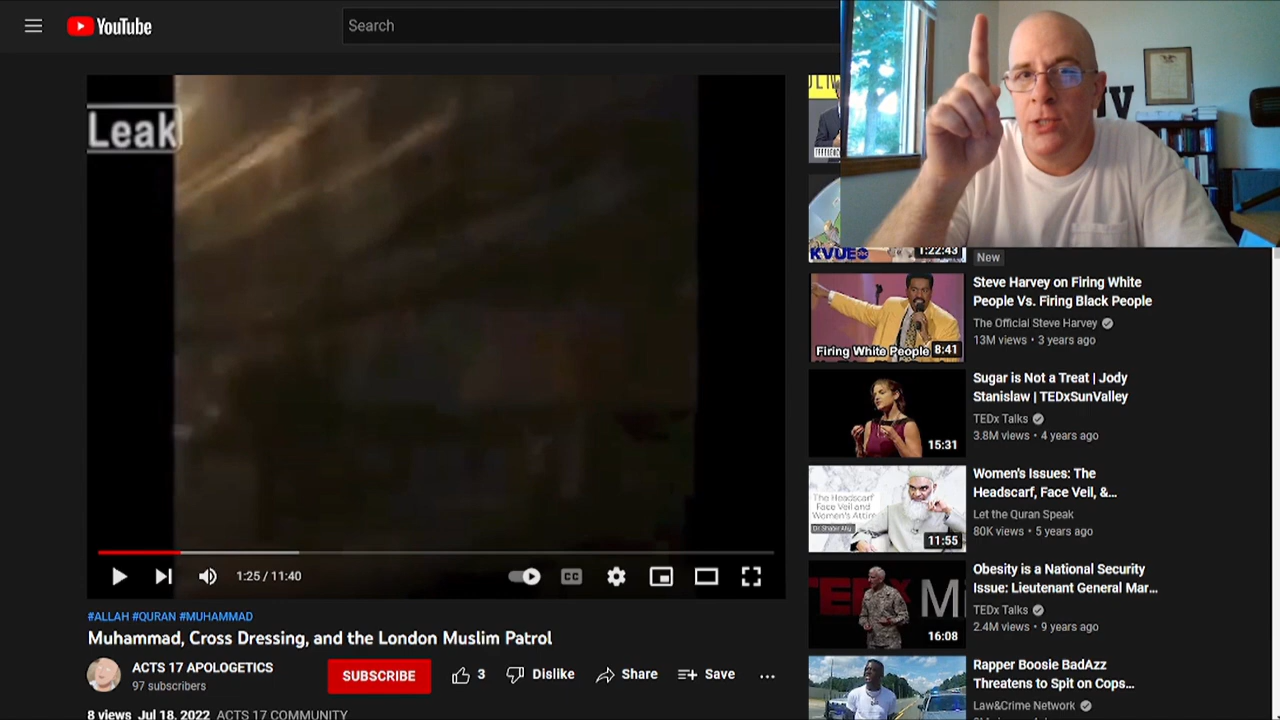 YouTube
Search
Leak
1:25 / 11:40
CC
#ALLAH #QURAN #MUHAMMAD
Muhammad, Cross Dressing, and the London Muslim Patrol
ACTS 17 APOLOGETICS
97 subscribers
SUBSCRIBE
3
Dislike
Share
Save
8 views Jul 18, 2022 ACTS 17 COMMUNITY
KVUE
1:22:43
New
Firing White People
8:41
Steve Harvey on Firing White
People Vs. Firing Black People
The Official Steve Harvey
13M views • 3 years ago
15:31
Sugar is Not a Treat | Jody
Stanislaw | TEDxSunValley
TEDx Talks
3.8M views • 4 years ago
The Headscarf
Face Veil and
Women's Attire
Dr. Shabir Ally
11:55
Women's Issues: The
Headscarf, Face Veil, &...
Let the Quran Speak
80K views • 5 years ago
16:08
Obesity is a National Security
Issue: Lieutenant General Mar...
TEDx Talks
2.4M views • 9 years ago
Rapper Boosie BadAzz
Threatens to Spit on Cops...
Law&Crime Network